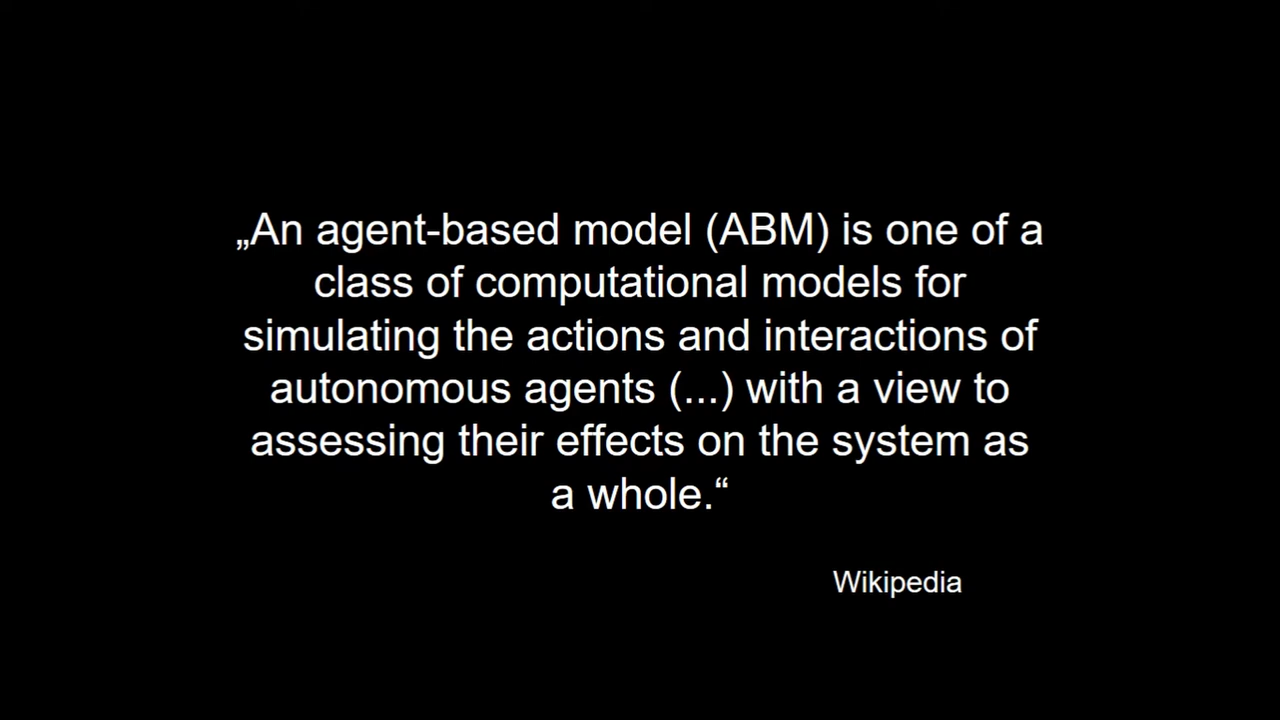 „An agent-based model (ABM) is one of a
class of computational models for
simulating the actions and interactions of
autonomous agents (...) with a view to
assessing their effects on the system as
a whole.“
Wikipedia